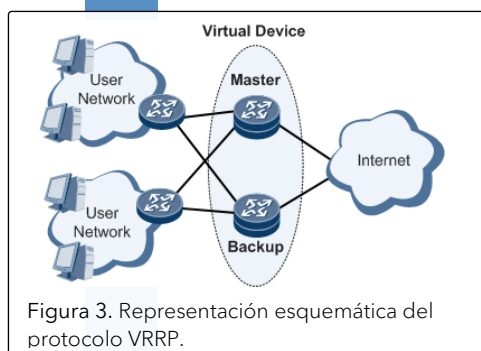 Virtual Device
Master
User
Network
Internet
User
Network
Backup
Figura 3. Representación esquemática del
protocolo VRRP.